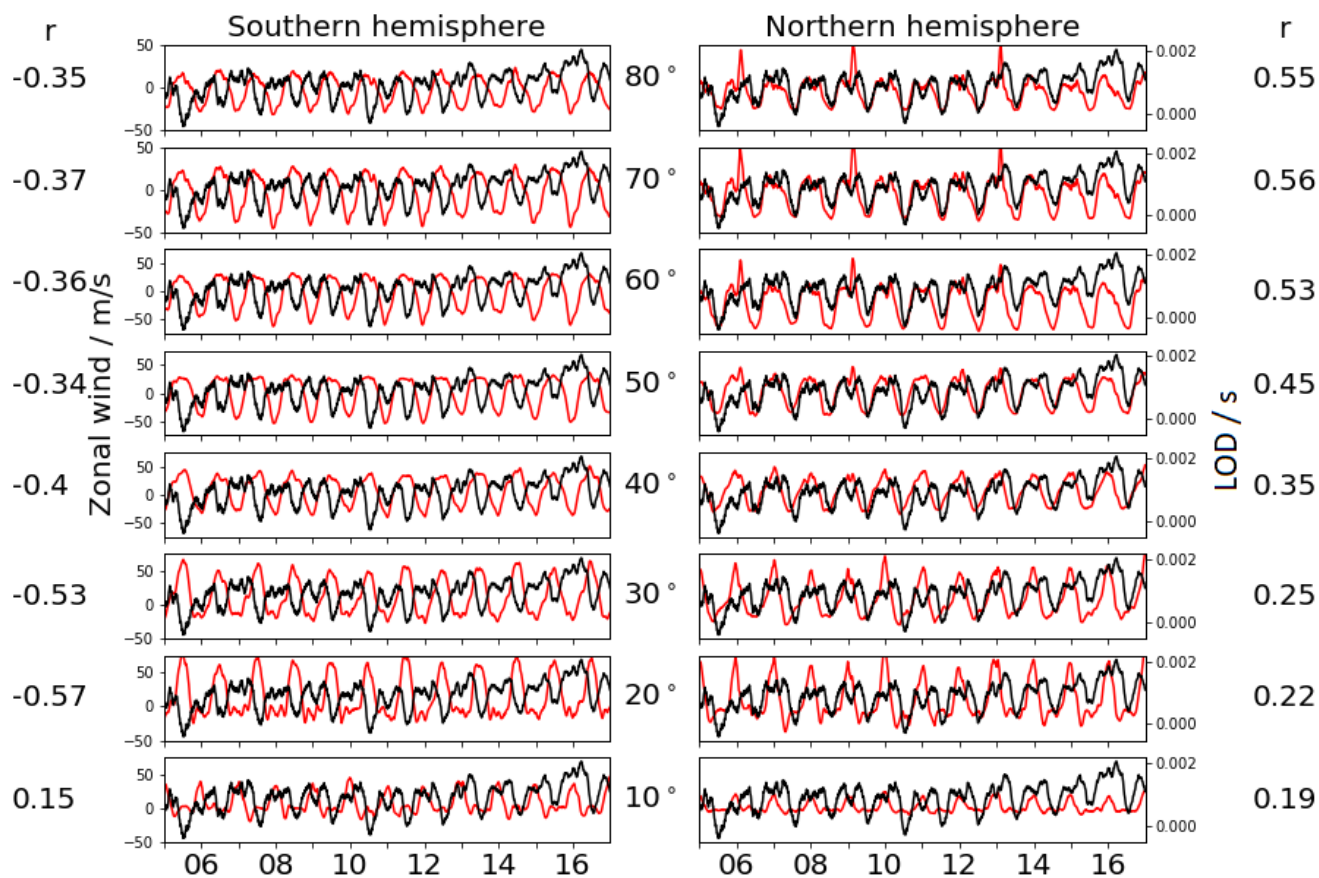 r Southern hemisphere Northern hemisphere r
50 0.002
-0.35 0 80° 0.55
−50 0.000
50 0.002
-0.37 0 70° 0.56
−50 0.000
50 0.002
-0.36 0 60° 0.53
−50 0.000
50 0.002
-0.34 0 50° 0.45
−50 0.000
50 0.002
-0.4 0 40° 0.35
−50 0.000
50 0.002
-0.53 0 30° 0.25
−50 0.000
50 0.002
-0.57 0 20° 0.22
−50 0.000
50 0.002
0.15 0 10° 0.19
−50 0.000
06 08 10 12 14 16 06 08 10 12 14 16
Zonal wind / m/s
LOD / s